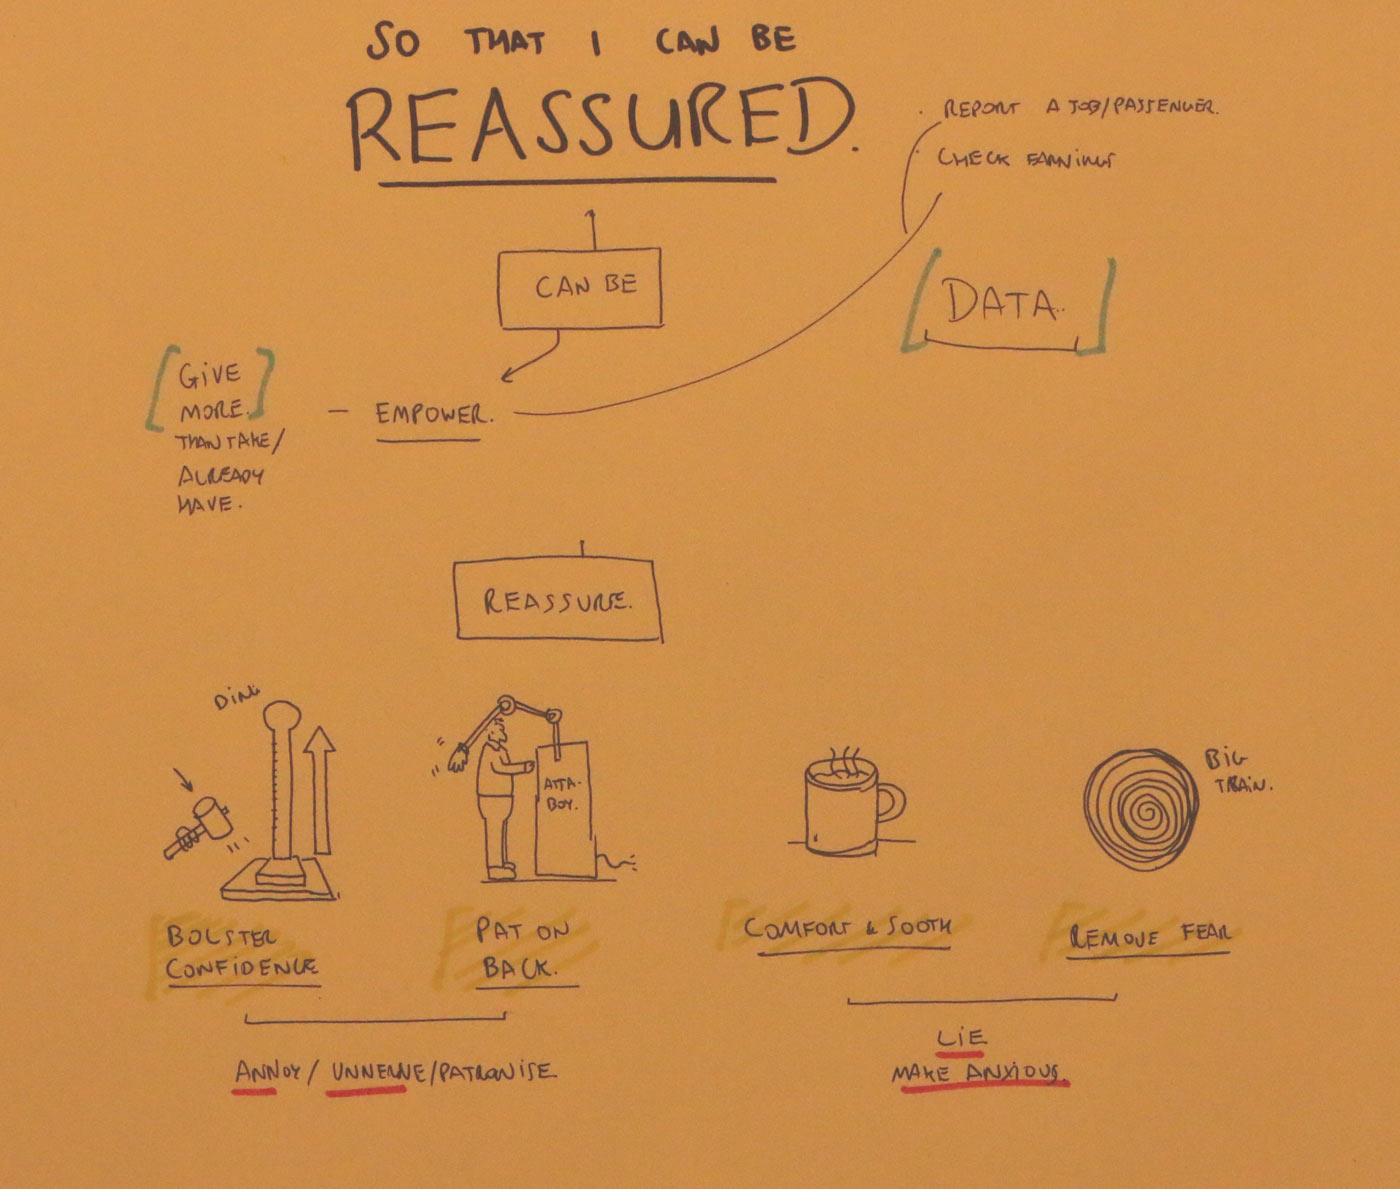 SO THAT I CAN BE
REASSURED.
· REPORT A JOB/PASSENGER.
· CHECK EARNINGS
CAN BE
[DATA.]
[GIVE
MORE.]
THAN TAKE/
ALREADY
HAVE.
— EMPOWER.
REASSURE.
DING
ATTA-
BOY.
BIG
TRAIN.
BOLSTER
CONFIDENCE
PAT ON
BACK.
COMFORT & SOOTH
REMOVE FEAR
ANNOY/UNNERVE/PATRONISE
LIE
MAKE ANXIOUS.